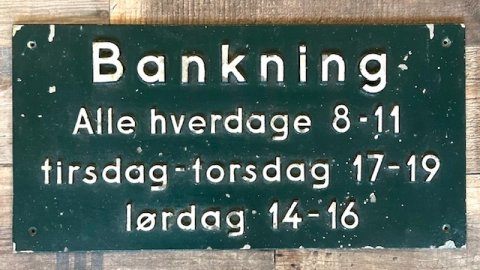 Bankning
Alle hverdage 8-11
tirsdag-torsdag 17-19
lørdag 14-16